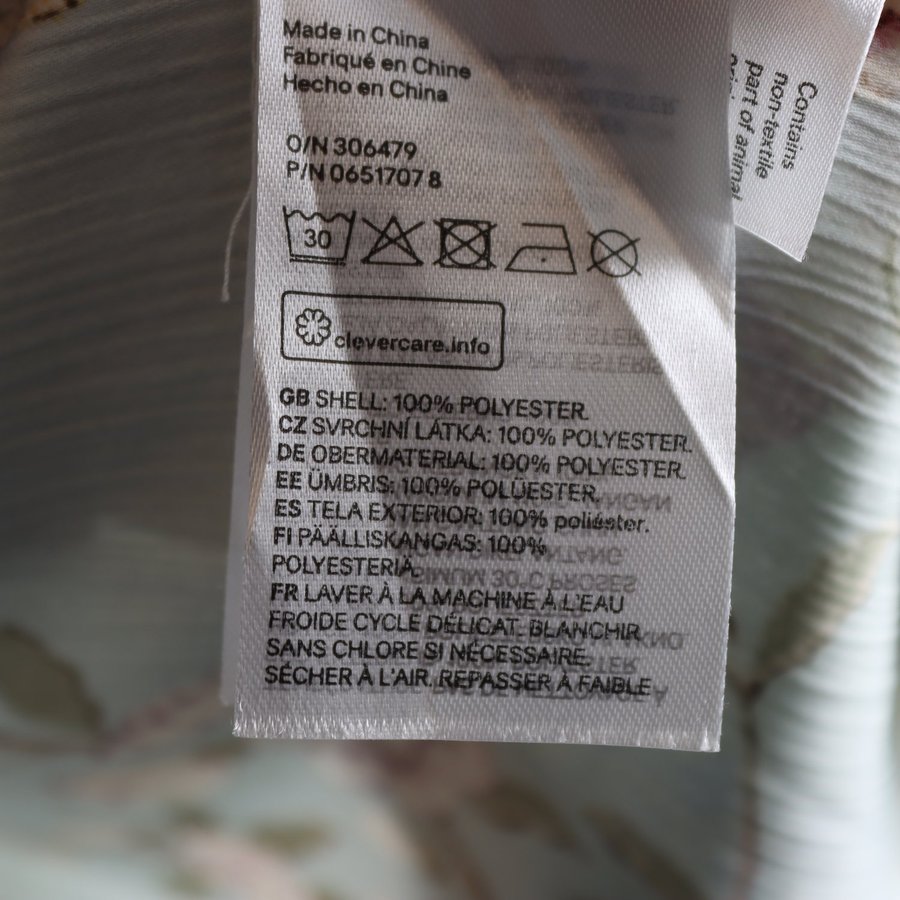 Made in China
Fabriqué en Chine
Hecho en China
O/N 306479
P/N 0651707 8
30
clevercare.info
GB SHELL: 100% POLYESTER.
CZ SVRCHNÍ LÁTKA: 100% POLYESTER.
DE OBERMATERIAL: 100% POLYESTER.
EE ÜMBRIS: 100% POLÜESTER.
ES TELA EXTERIOR: 100% poliéster.
FI PÄÄLLISKANGAS: 100%
POLYESTERIÄ.
FR LAVER À LA MACHINE À L'EAU
FROIDE CYCLE DÉLICAT. BLANCHIR
SANS CHLORE SI NÉCESSAIRE.
SÉCHER À L'AIR. REPASSER À FAIBLE
Contains
non-textile
part of animal